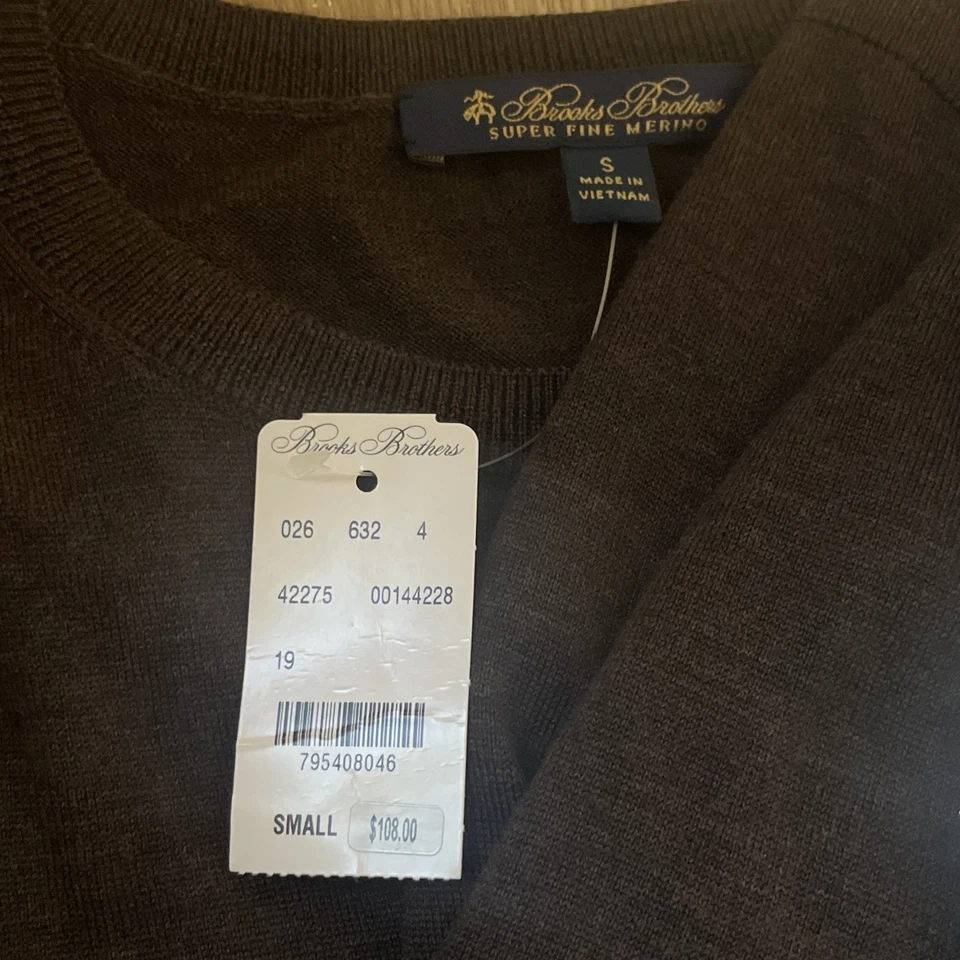 Brooks Brothers
SUPER FINE MERINO
S
MADE IN
VIETNAM
Brooks Brothers
026 632 4
42275 00144228
19
795408046
SMALL $108.00